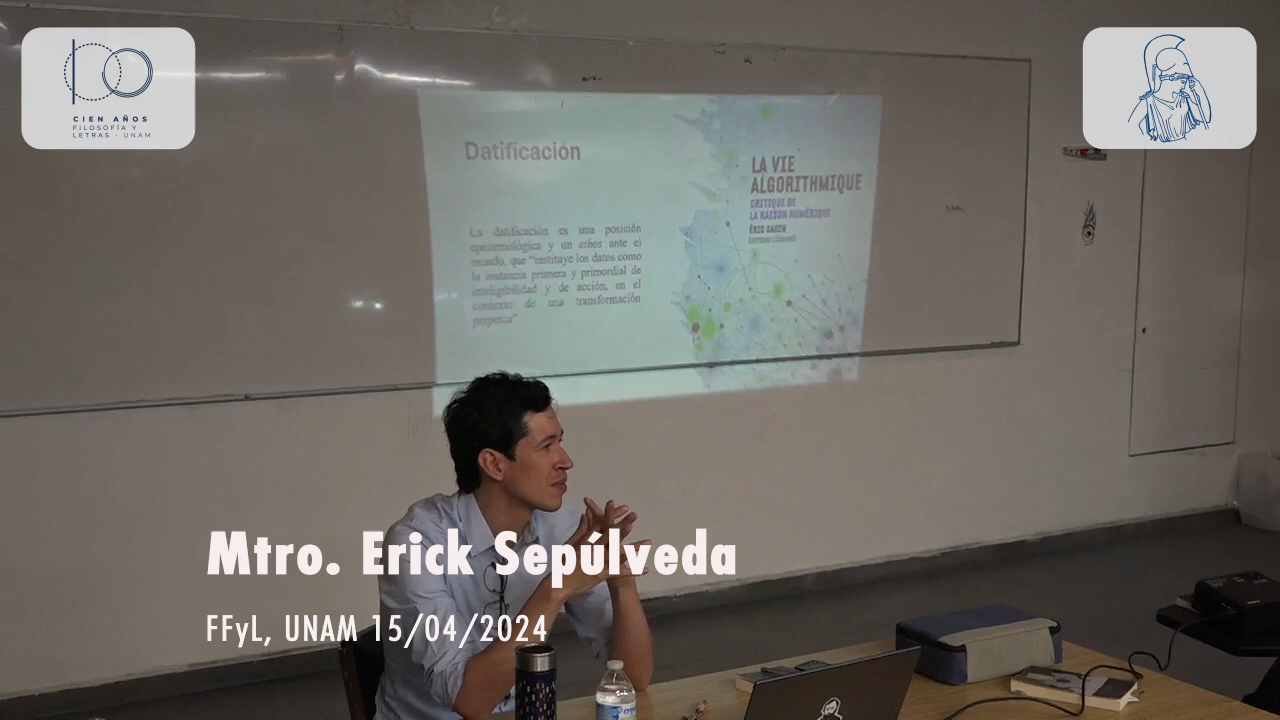 CIEN AÑOS
FILOSOFÍA Y
LETRAS · UNAM
Datificación
La datificación es una posición
epistemológica y un ethos ante el
mundo, que "instituye los datos como
la instancia primera y primordial de
inteligibilidad y de acción, en el
contexto de una transformación
perpetua"
LA VIE
ALGORITHMIQUE
CRITIQUE DE
LA RAISON NUMÉRIQUE
ÉRIC SADIN
Mtro. Erick Sepúlveda
FFyL, UNAM 15/04/2024